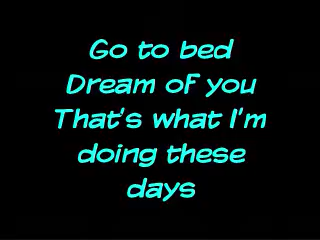 Go to bed
Dream of you
That's what I'm
doing these
days